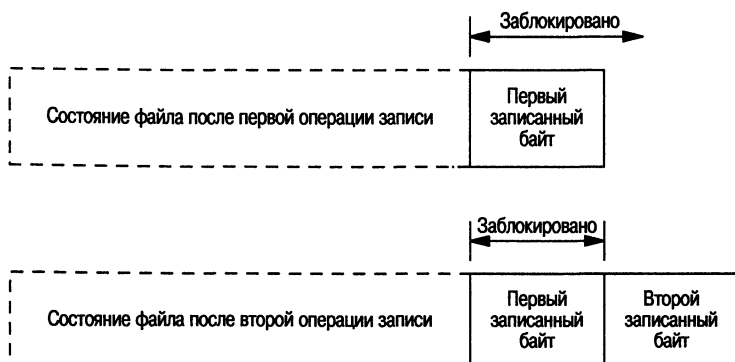 Заблокировано
Состояние файла после первой операции записи
Первый
записанный
байт
Заблокировано
Состояние файла после второй операции записи
Первый
записанный
байт
Второй
записанный
байт